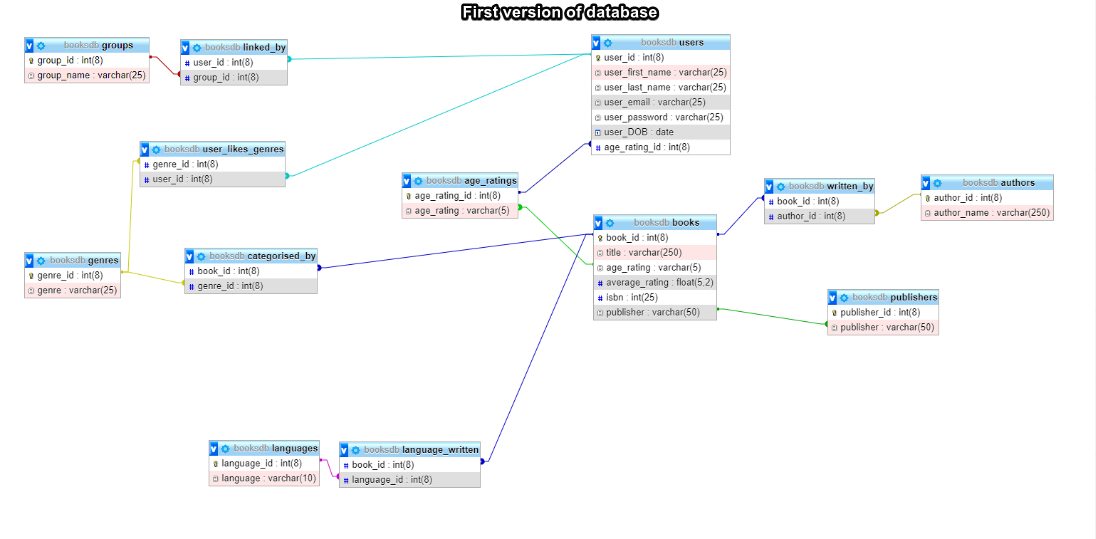 First version of database
booksdb groups
group_id : int(8)
group_name : varchar(25)
booksdb linked_by
user_id : int(8)
group_id : int(8)
booksdb users
user_id : int(8)
user_first_name : varchar(25)
user_last_name : varchar(25)
user_email : varchar(25)
user_password : varchar(25)
user_DOB : date
age_rating_id : int(8)
booksdb user_likes_genres
genre_id : int(8)
user_id : int(8)
booksdb age_ratings
age_rating_id : int(8)
age_rating : varchar(5)
booksdb written_by
book_id : int(8)
author_id : int(8)
booksdb authors
author_id : int(8)
author_name : varchar(250)
booksdb genres
genre_id : int(8)
genre : varchar(25)
booksdb categorised_by
book_id : int(8)
genre_id : int(8)
booksdb books
book_id : int(8)
title : varchar(250)
age_rating : varchar(5)
average_rating : float(5,2)
isbn : int(25)
publisher : varchar(50)
booksdb publishers
publisher_id : int(8)
publisher : varchar(50)
booksdb languages
language_id : int(8)
language : varchar(10)
booksdb language_written
book_id : int(8)
language_id : int(8)